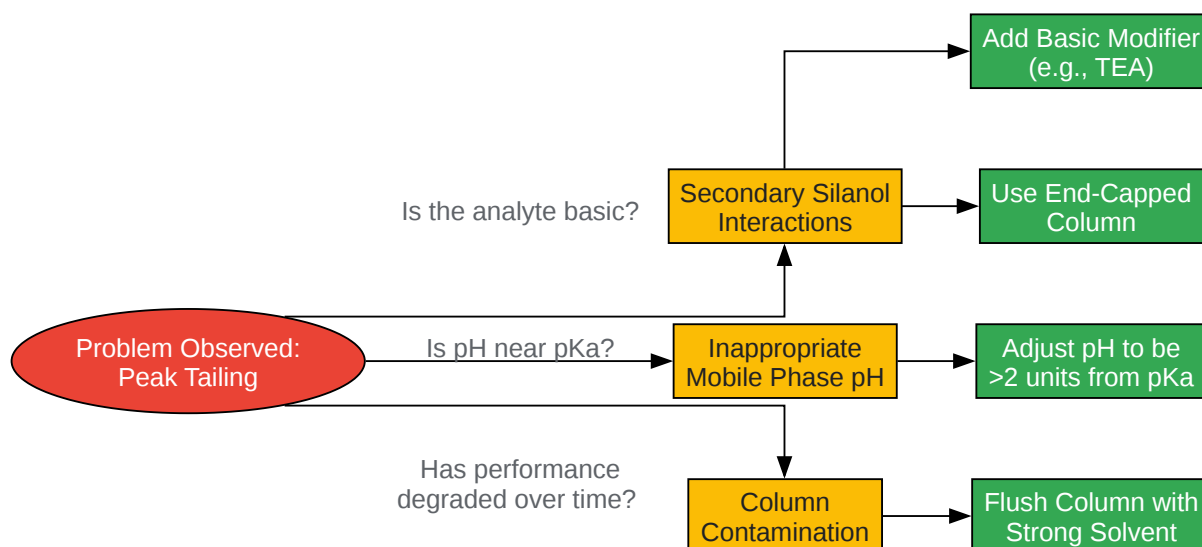 Add Basic Modifier
(e.g., TEA)
Is the analyte basic?
Secondary Silanol
Interactions
Use End-Capped
Column
Problem Observed:
Peak Tailing
Is pH near pKa?
Inappropriate
Mobile Phase pH
Adjust pH to be
>2 units from pKa
Has performance
degraded over time?
Column
Contamination
Flush Column with
Strong Solvent